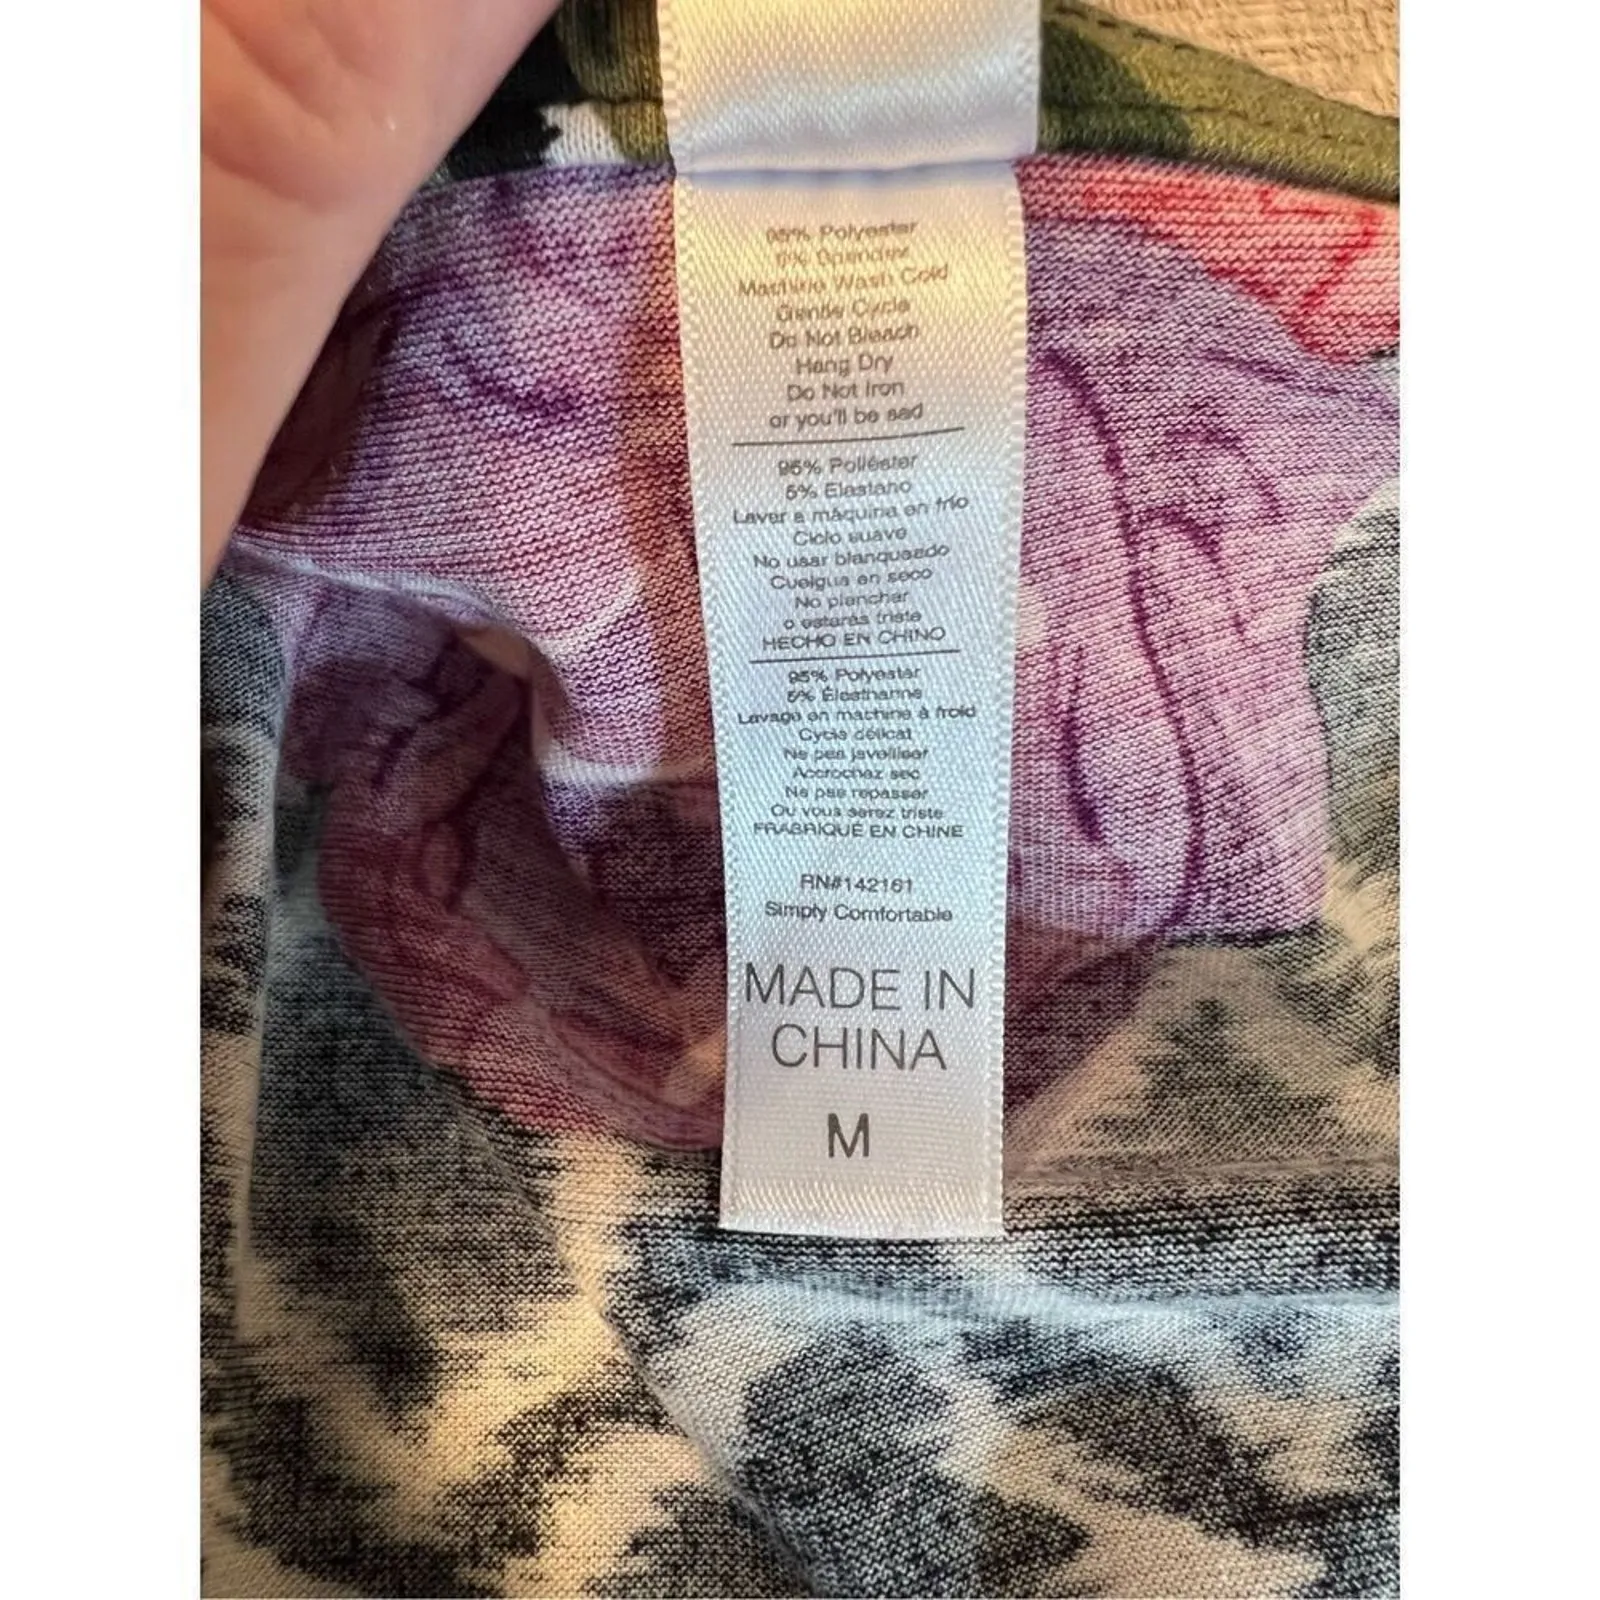 95% Polyester
5% Spandex
Machine Wash Cold
Gentle Cycle
Do Not Bleach
Hang Dry
Do Not Iron
or you'll be sad
95% Poliéster
5% Elastano
Lavar a máquina en frío
Ciclo suave
No usar blanqueado
Cuelgua en seco
No planchar
o estarás triste
HECHO EN CHINO
95% Polyester
5% Élasthanne
Lavage en machine à froid
Cycle délicat
Ne pas javelliser
Accrochez sec
Ne pas repasser
Ou vous serez triste
FRABRIQUÉ EN CHINE
RN#142161
Simply Comfortable
MADE IN
CHINA
M